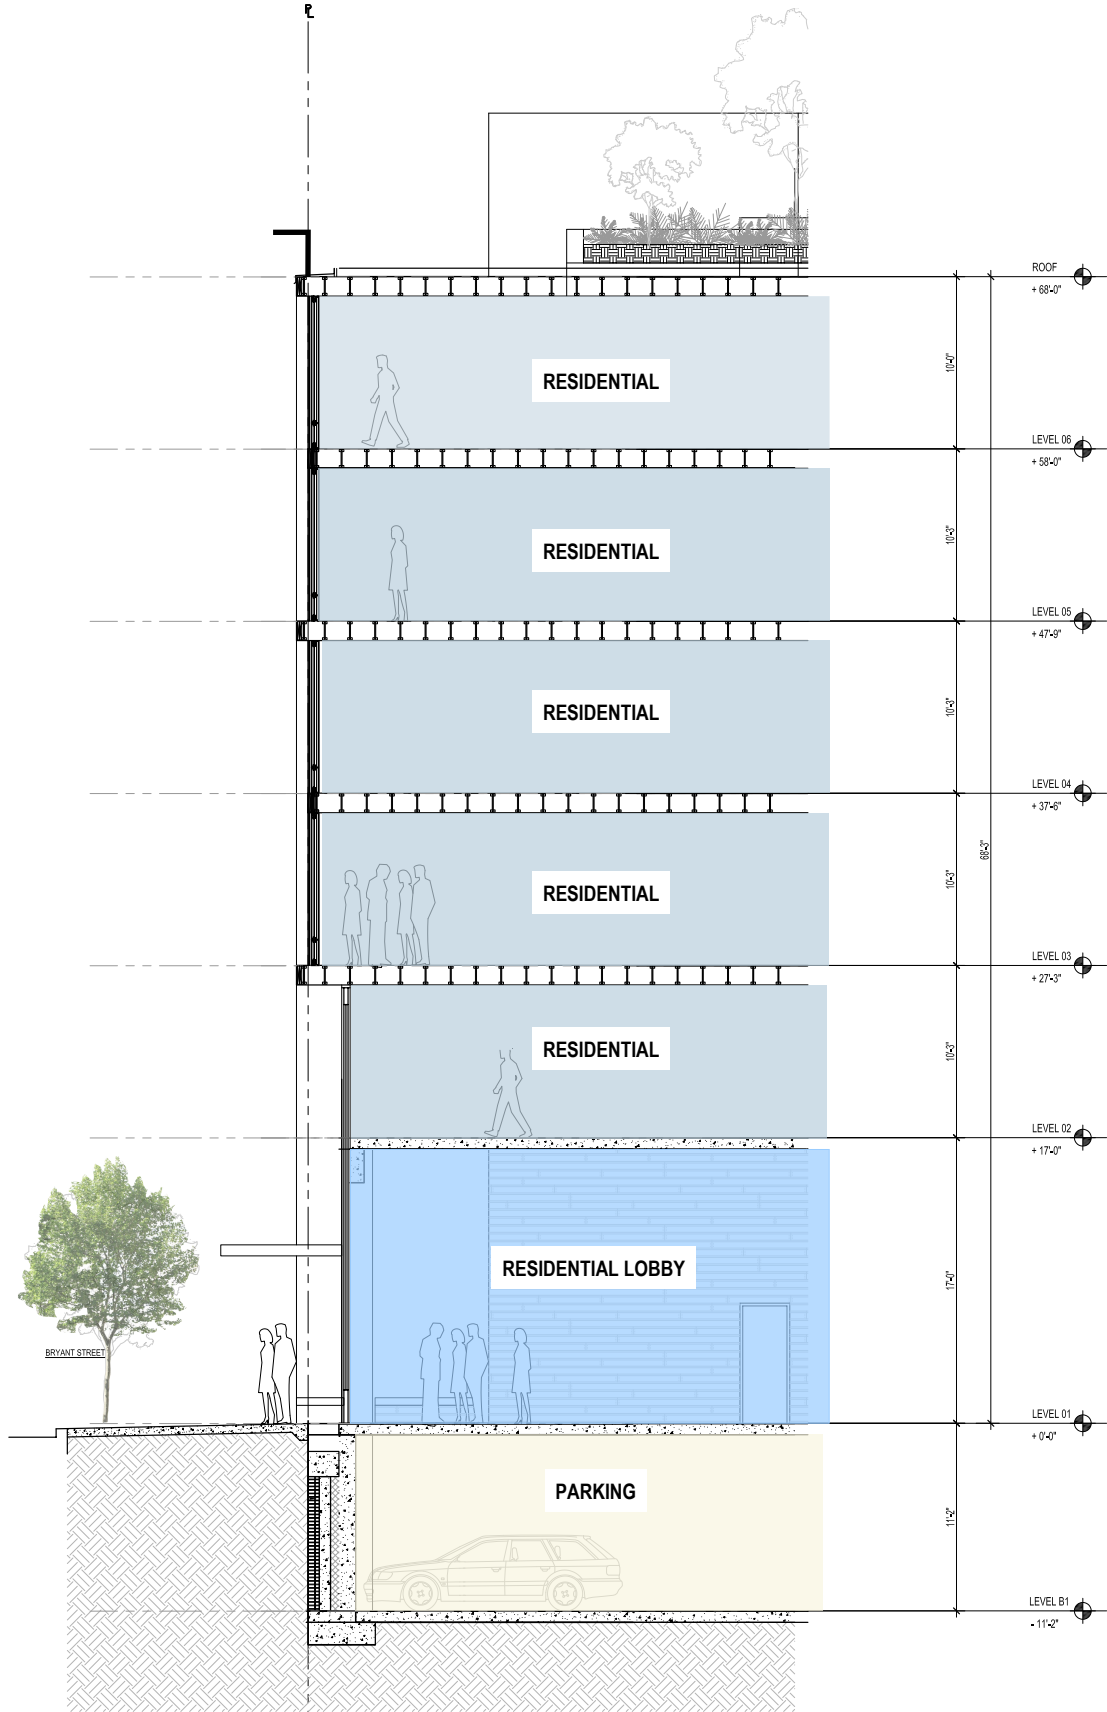 PL
ROOF
+ 68'-0"
10'-0"
RESIDENTIAL
LEVEL 06
+ 58'-0"
10'-3"
RESIDENTIAL
LEVEL 05
+ 47'-9"
10'-3"
RESIDENTIAL
LEVEL 04
+ 37'-6"
68'-3"
10'-3"
RESIDENTIAL
LEVEL 03
+ 27'-3"
10'-3"
RESIDENTIAL
LEVEL 02
+ 17'-0"
RESIDENTIAL LOBBY
17'-0"
BRYANT STREET
LEVEL 01
+ 0'-0"
PARKING
11'-2"
LEVEL B1
- 11'-2"